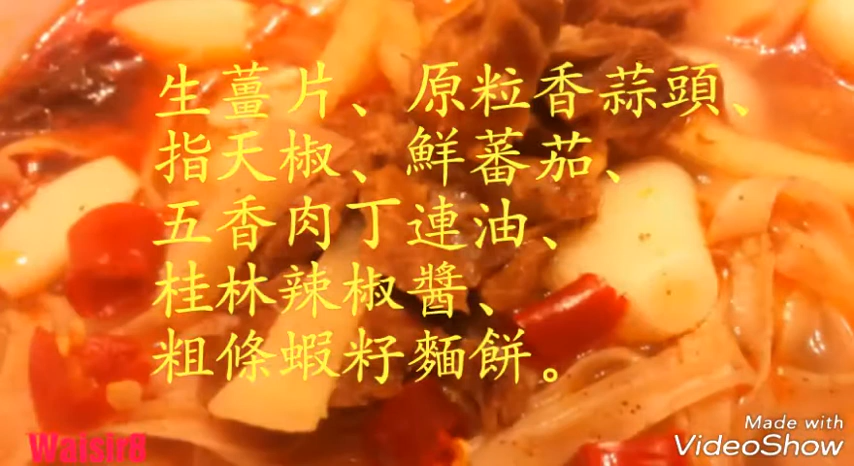 生薑片、原粒香蒜頭、
指天椒、鮮蕃茄、
五香肉丁連油、
桂林辣椒醬、
粗條蝦籽麵餅。
Waisir8
Made with
VideoShow